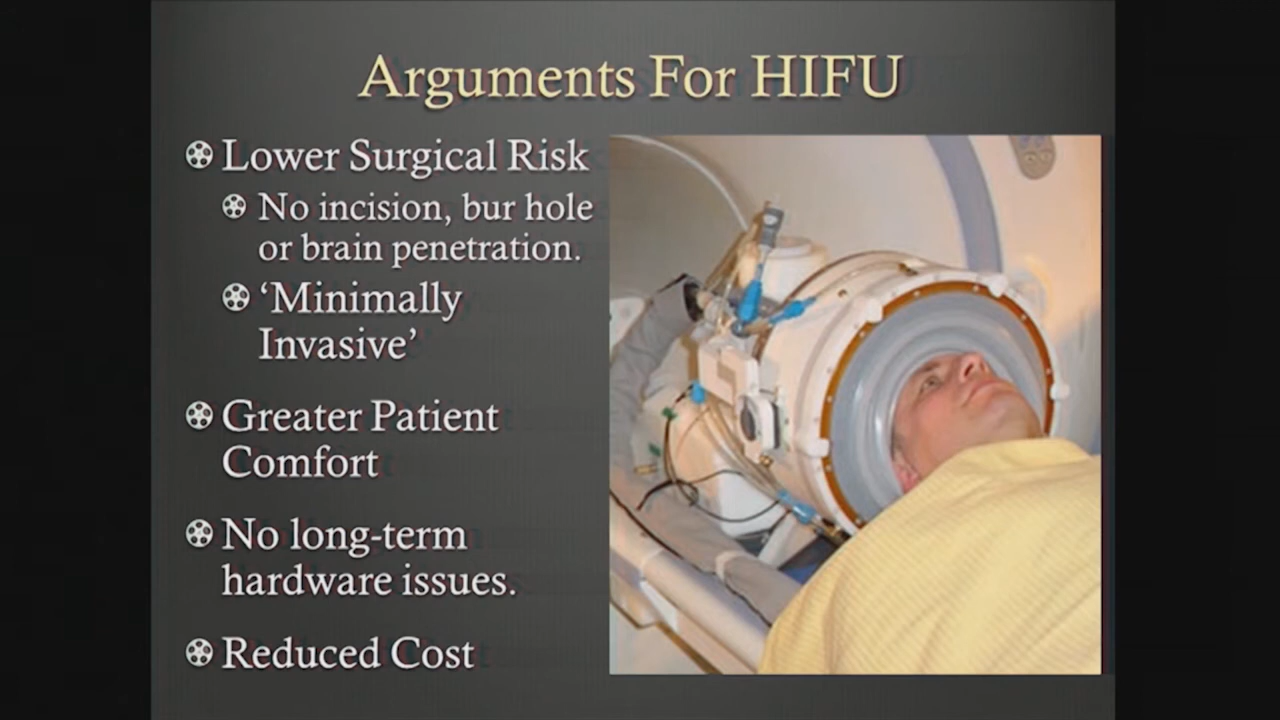 Arguments For HIFU
Lower Surgical Risk
No incision, bur hole
or brain penetration.
‘Minimally
Invasive’
Greater Patient
Comfort
No long-term
hardware issues.
Reduced Cost